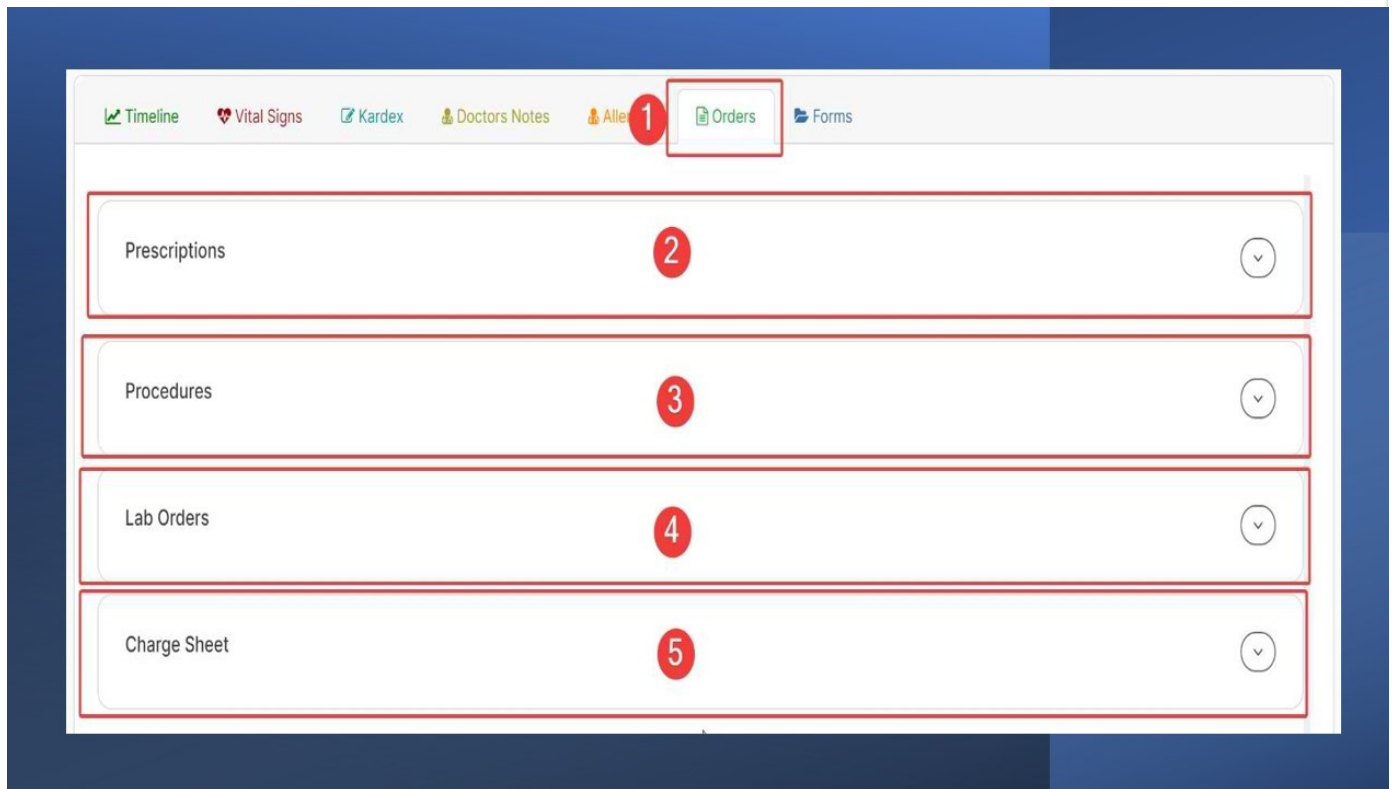 Timeline Vital Signs Kardex Doctors Notes 1 Orders Forms
Prescriptions 2
Procedures 3
Lab Orders 4
Charge Sheet 5